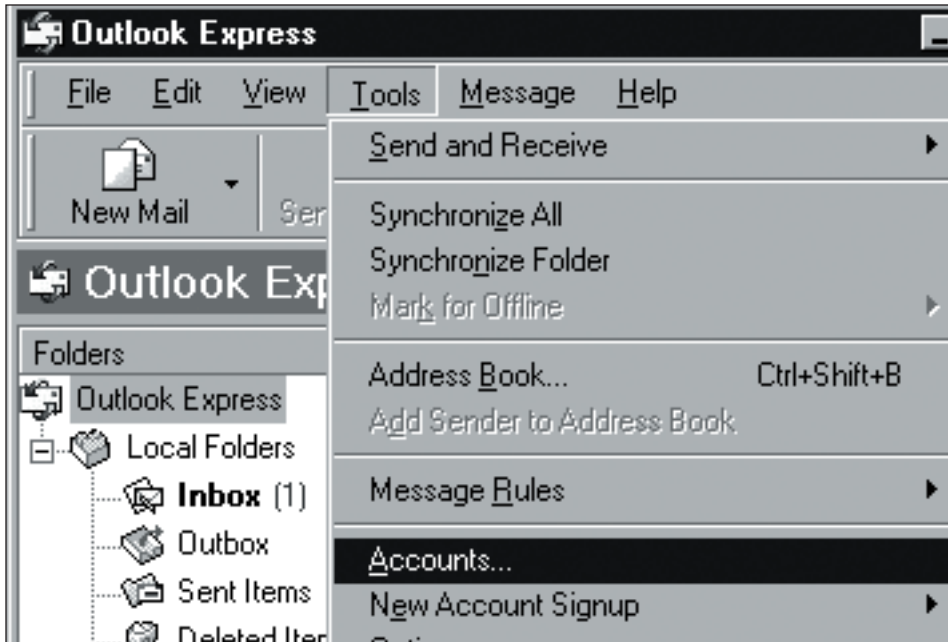 Outlook Express
File Edit View Tools Message Help
Send and Receive
New Mail
Synchronize All
Synchronize Folder
Mark for Offline
Outlook
Folders
Address Book... Ctrl+Shift+B
Add Sender to Address Book
Outlook Express
Local Folders
Inbox (1)
Message Rules
Outbox
Accounts...
Sent Items
New Account Signup
Deleted